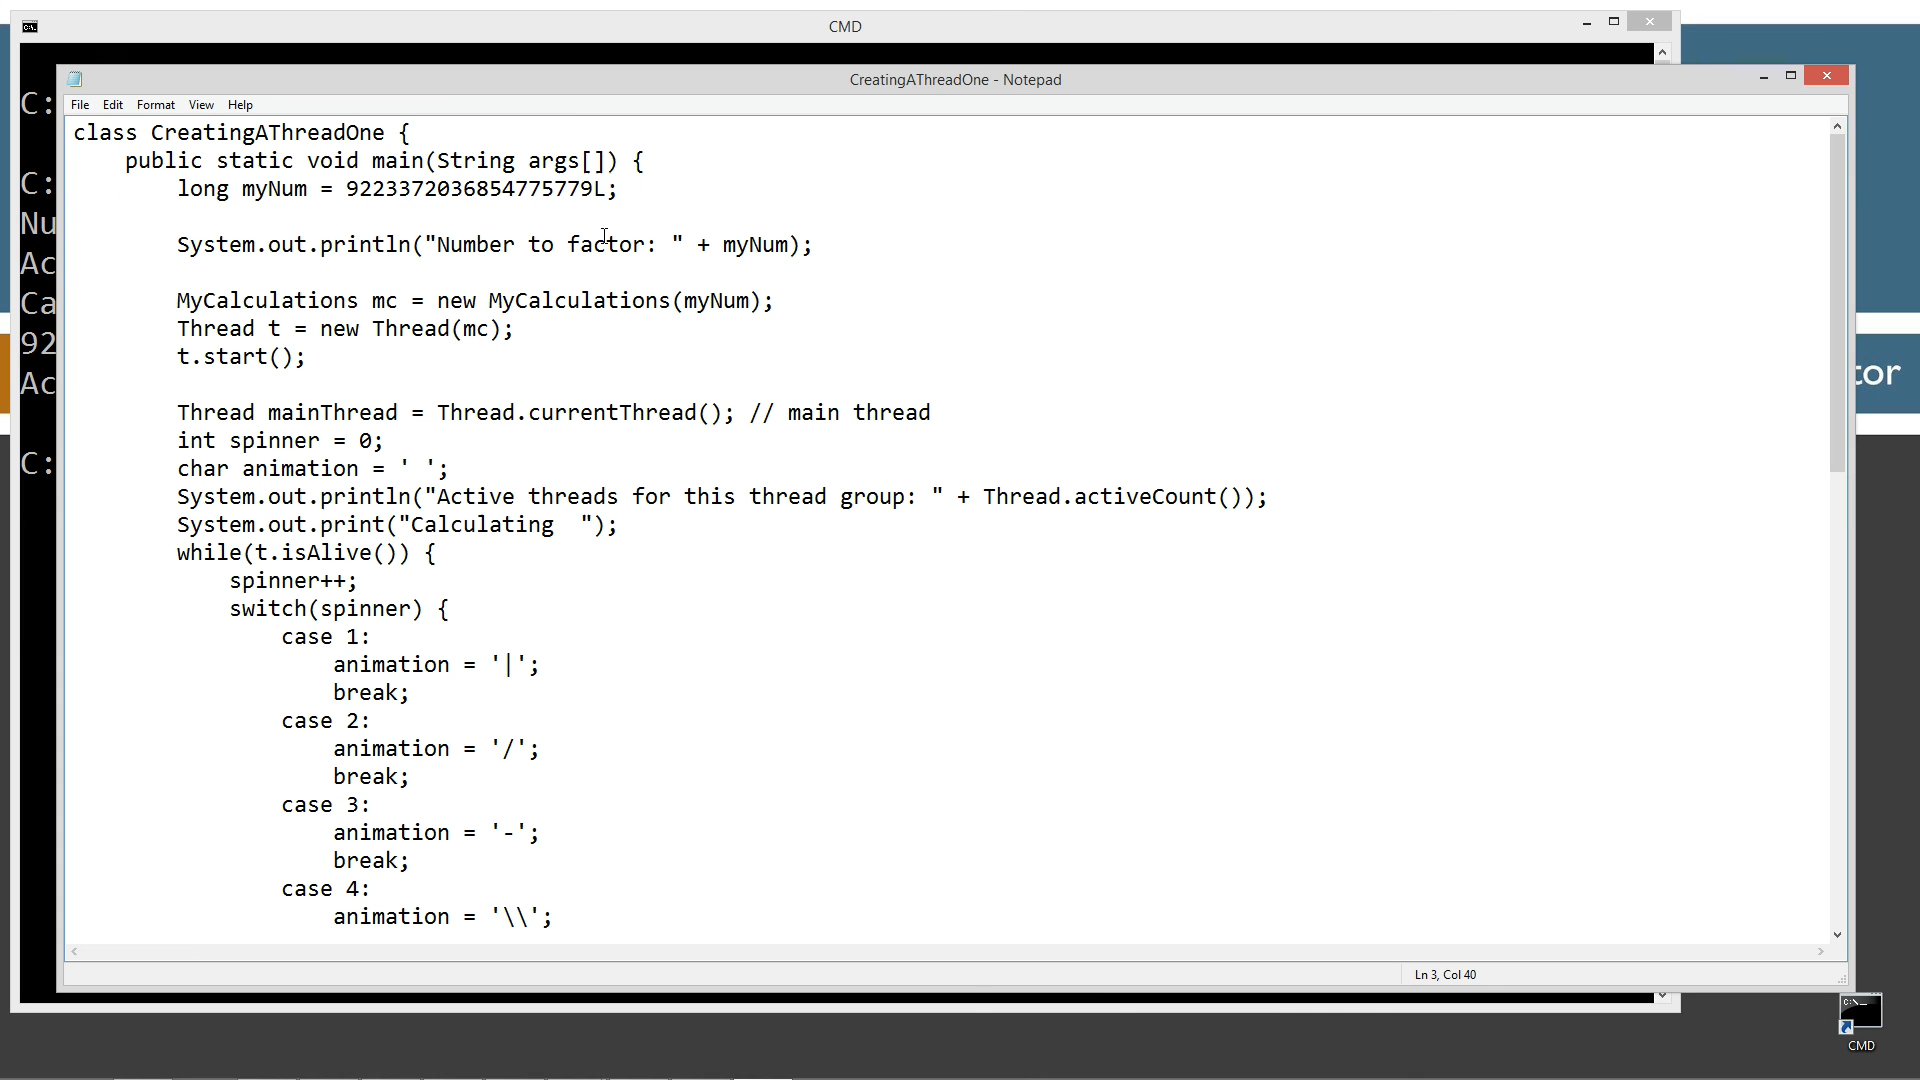 CMD
CreatingAThreadOne - Notepad
File Edit Format View Help
class CreatingAThreadOne {
public static void main(String args[]) {
long myNum = 9223372036854775779L;
System.out.println("Number to factor: " + myNum);
MyCalculations mc = new MyCalculations(myNum);
Thread t = new Thread(mc);
t.start();
Thread mainThread = Thread.currentThread(); // main thread
int spinner = 0;
char animation = ' ';
System.out.println("Active threads for this thread group: " + Thread.activeCount());
System.out.print("Calculating  ");
while(t.isAlive()) {
spinner++;
switch(spinner) {
case 1:
animation = '|';
break;
case 2:
animation = '/';
break;
case 3:
animation = '-';
break;
case 4:
animation = '\\';
Ln 3, Col 40
C:
C:
Nu
Ac
Ca
92
Ac
C:
tor
CMD